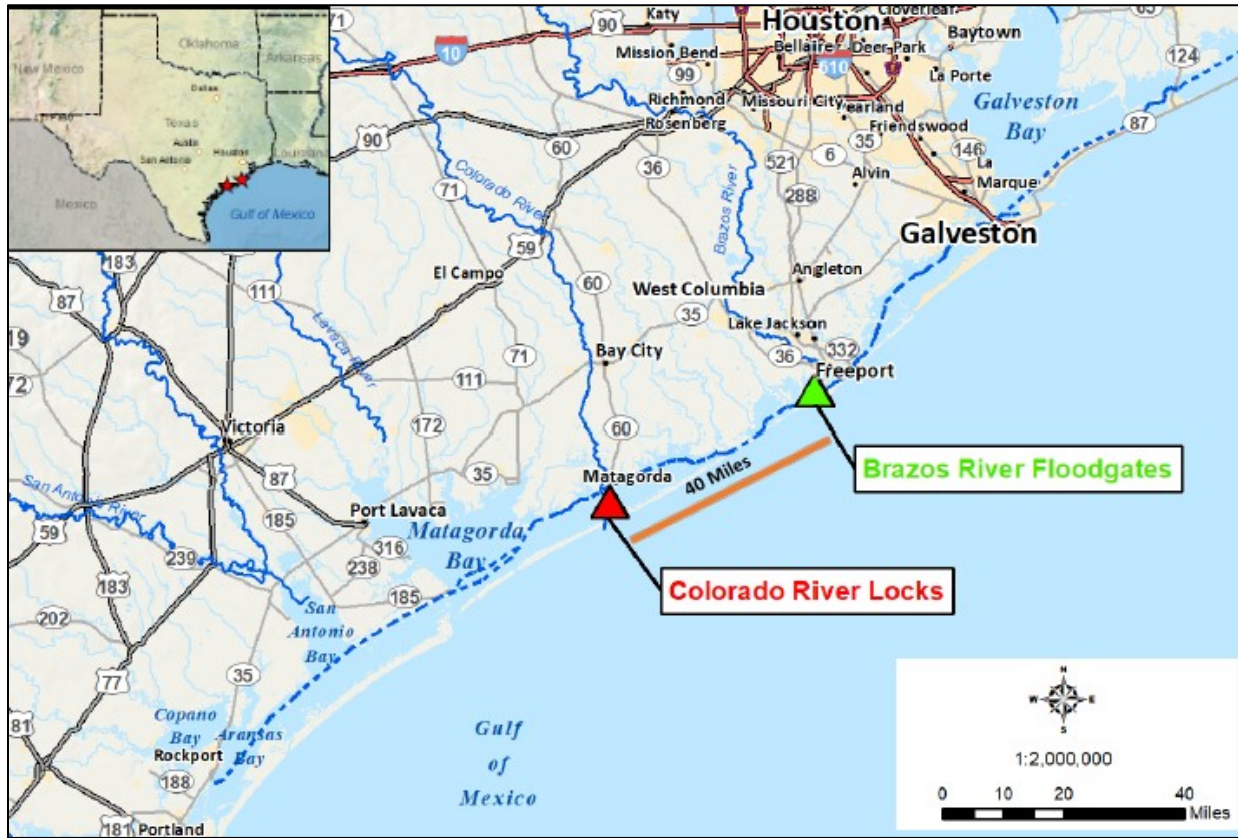 Oklahoma
New Mexico
Arkansas
Dallas
Texas
Austin
San Antonio
Houston
Louisiana
Mexico
Gulf of Mexico
71
90
Katy
Houston
Cloverleaf
10
Mission Bend
Bellaire
Deer Park
Baytown
99
610
124
La Porte
Richmond
Missouri City
Pearland
Galveston
Bay
87
Rosenberg
Friendswood
90
60
36
521
6
35
146
La
Marque
Alvin
288
71
Colorado
River
Brazos River
Galveston
183
59
Angleton
87
111
El Campo
60
West Columbia
35
Lake Jackson
332
Lavaca River
71
Bay City
36
Freeport
72
111
172
60
Brazos River Floodgates
Victoria
40 Miles
87
35
Matagorda
San Antonio
River
185
Port Lavaca
Matagorda
Bay
59
316
239
238
Colorado River Locks
183
185
202
San
Antonio
Bay
35
77
Copano
Bay
Aransas
Bay
Gulf
of
Mexico
N
W E
S
Rockport
1:2,000,000
188
0 10 20 40
Miles
181
Portland